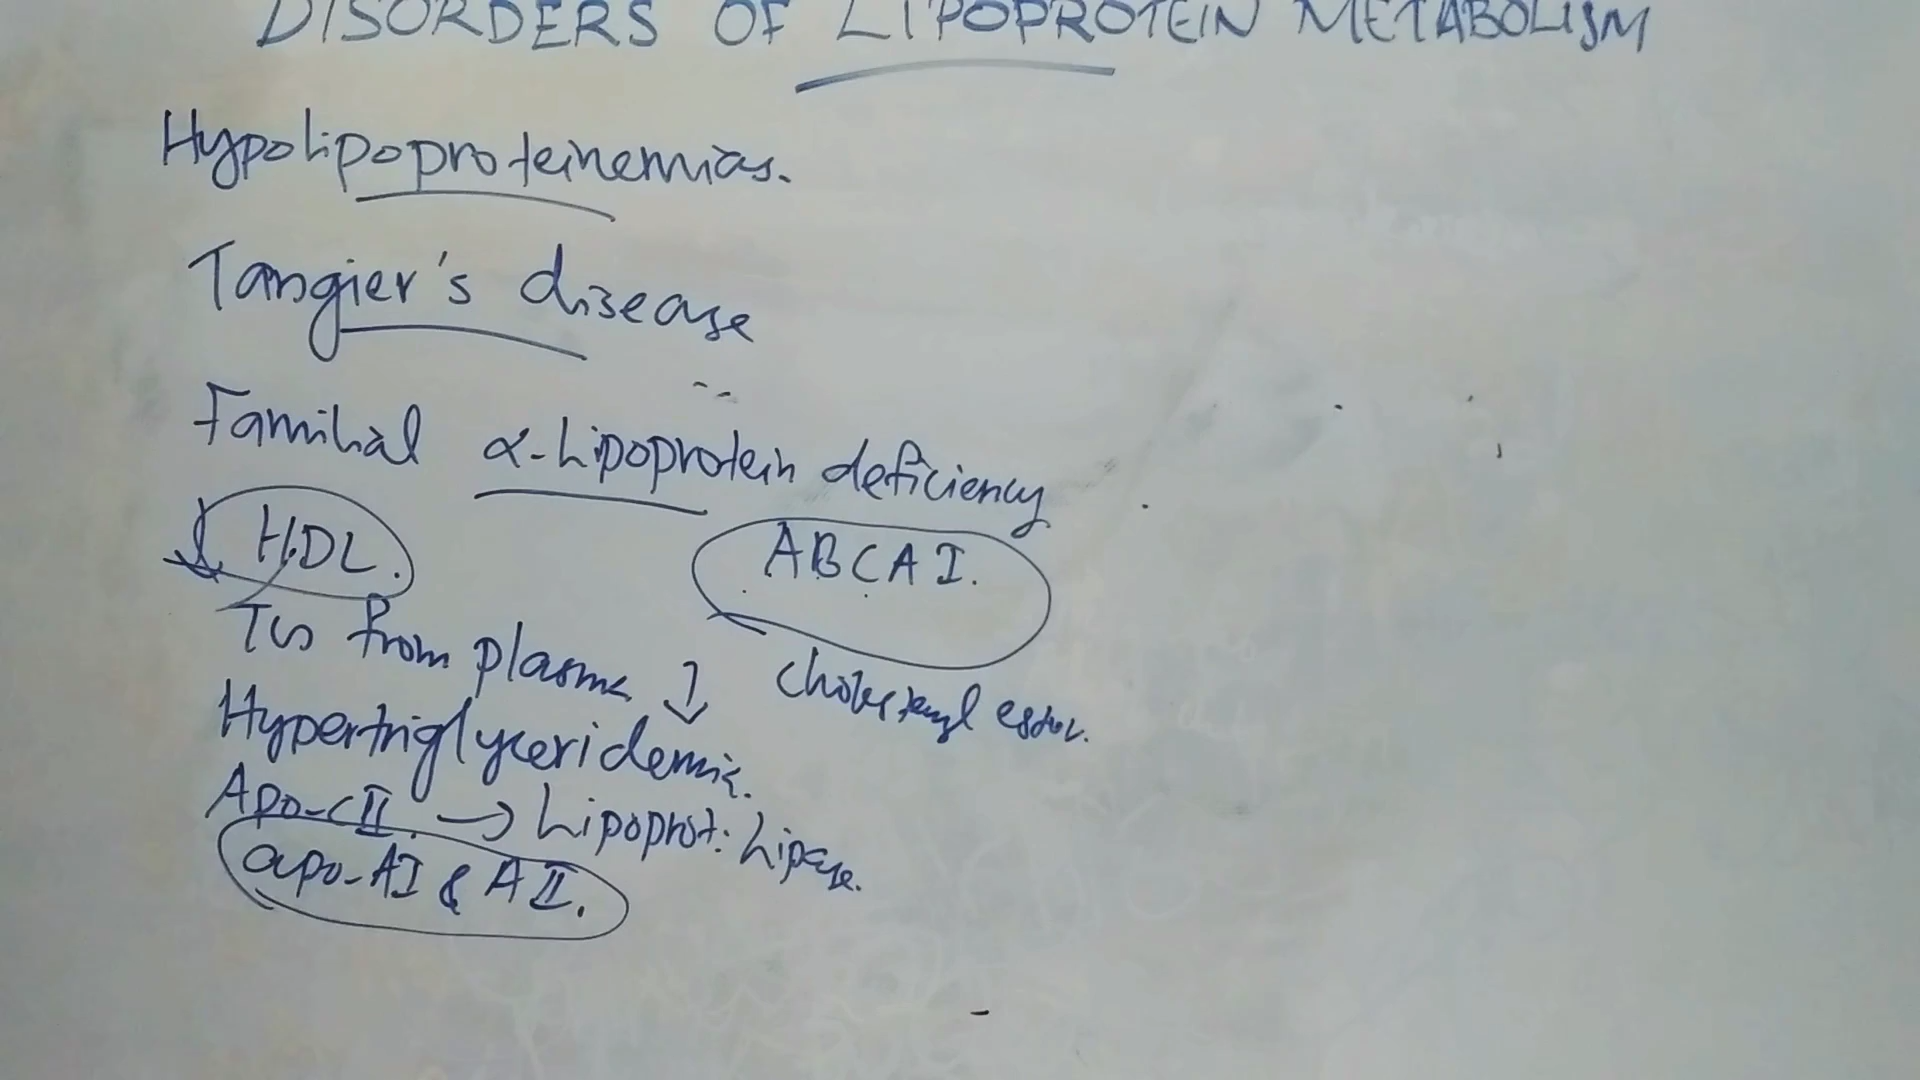 DISORDERS OF LIPOPROTEIN METABOLISM
Hypolipoproteinemias.
Tangier's disease
Familial α-Lipoprotein deficiency
↓ HDL.
ABCA I.
from plasma ↓
cholesteryl ester.
Hypertriglyceridemia.
Apo-CII. → Lipoprot: Lipase.
apo-AI & AII.